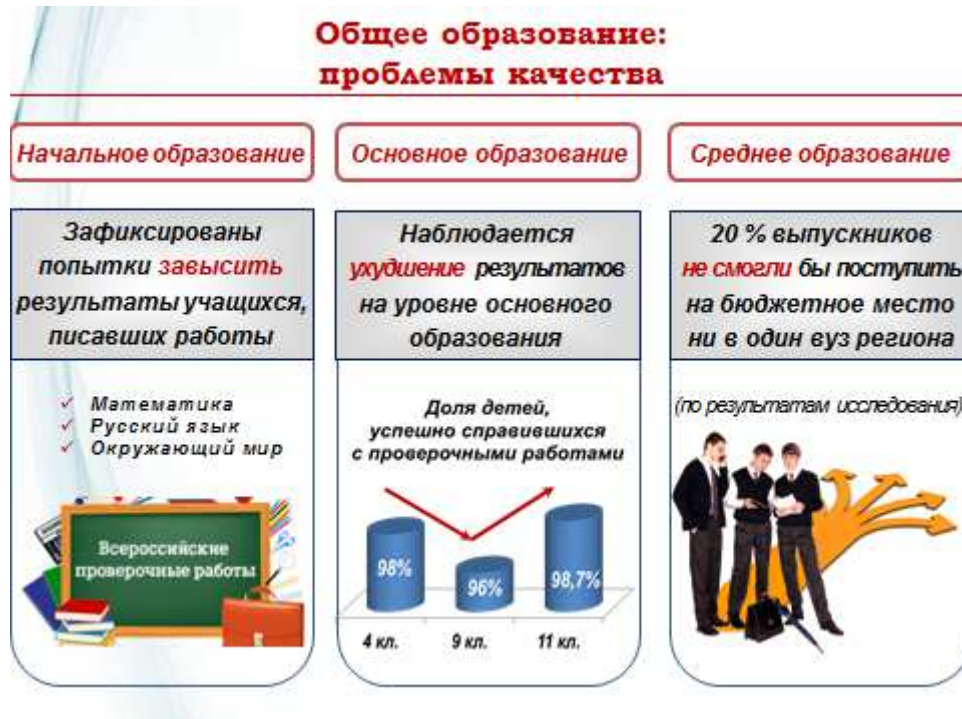 Общее образование:
проблемы качества
Начальное образование
Зафиксированы
попытки завысить
результаты учащихся,
писавших работы
Математика
Русский язык
Окружающий мир
Всероссийские
проверочные работы
Основное образование
Наблюдается
ухудшение результатов
на уровне основного
образования
Доля детей,
успешно справившихся
с проверочными работами
98%
96%
98,7%
4 кл.
9 кл.
11 кл.
Среднее образование
20 % выпускников
не смогли бы поступить
на бюджетное место
ни в один вуз региона
(по результатам исследования)